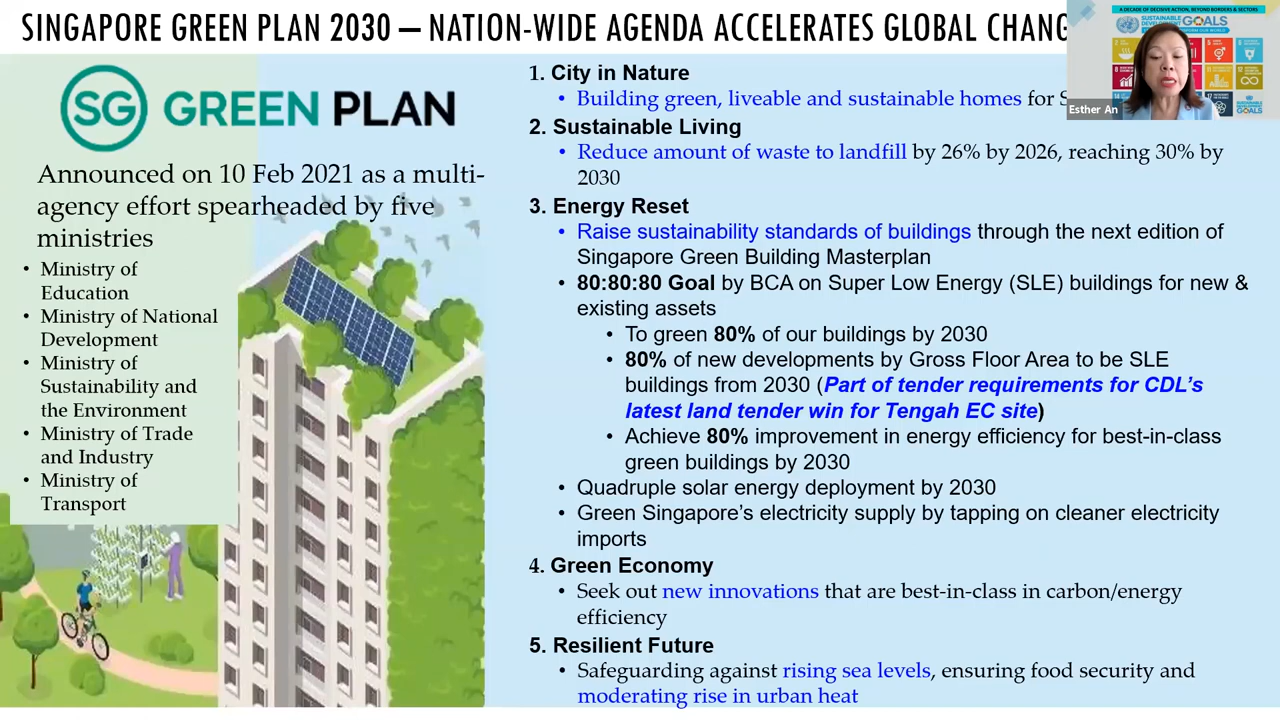 SINGAPORE GREEN PLAN 2030 – NATION-WIDE AGENDA ACCELERATES GLOBAL CHANG
SG GREEN PLAN
Announced on 10 Feb 2021 as a multi-
agency effort spearheaded by five
ministries
• Ministry of
Education
• Ministry of National
Development
• Ministry of
Sustainability and
the Environment
• Ministry of Trade
and Industry
• Ministry of
Transport
1. City in Nature
• Building green, liveable and sustainable homes for S
2. Sustainable Living
• Reduce amount of waste to landfill by 26% by 2026, reaching 30% by
2030
3. Energy Reset
• Raise sustainability standards of buildings through the next edition of
Singapore Green Building Masterplan
• 80:80:80 Goal by BCA on Super Low Energy (SLE) buildings for new &
existing assets
• To green 80% of our buildings by 2030
• 80% of new developments by Gross Floor Area to be SLE
buildings from 2030 (Part of tender requirements for CDL's
latest land tender win for Tengah EC site)
• Achieve 80% improvement in energy efficiency for best-in-class
green buildings by 2030
• Quadruple solar energy deployment by 2030
• Green Singapore's electricity supply by tapping on cleaner electricity
imports
4. Green Economy
• Seek out new innovations that are best-in-class in carbon/energy
efficiency
5. Resilient Future
• Safeguarding against rising sea levels, ensuring food security and
moderating rise in urban heat
A DECADE OF DECISIVE ACTION, BEYOND BORDERS & SECTORS
SUSTAINABLE
DEVELOPMENT GOALS
Esther An